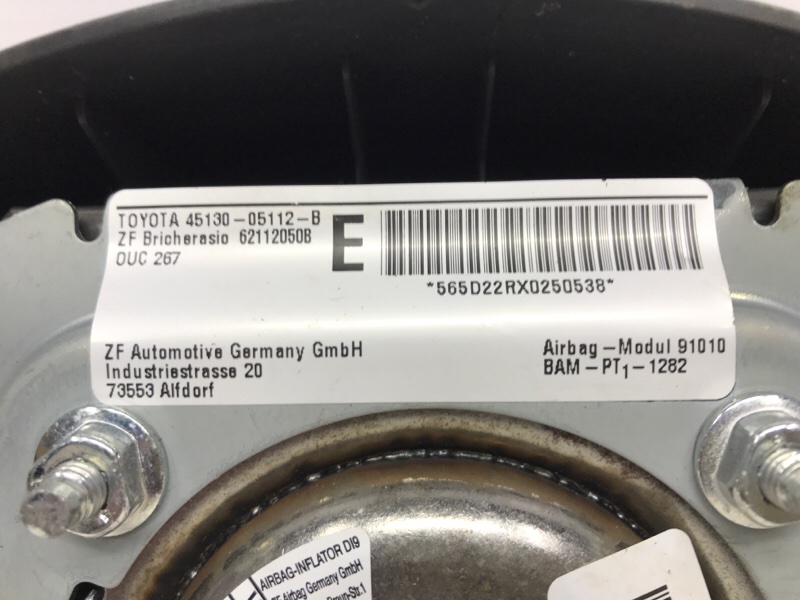 TOYOTA 45130-05112-B
ZF Bricherasio 62112050B
OUC 267
E
*565D22RX0250538*
ZF Automotive Germany GmbH
Industriestrasse 20
73553 Alfdorf
Airbag-Modul 91010
BAM-PT1-1282
AIRBAG-INFLATOR DI9
ZF Airbag Germany GmbH